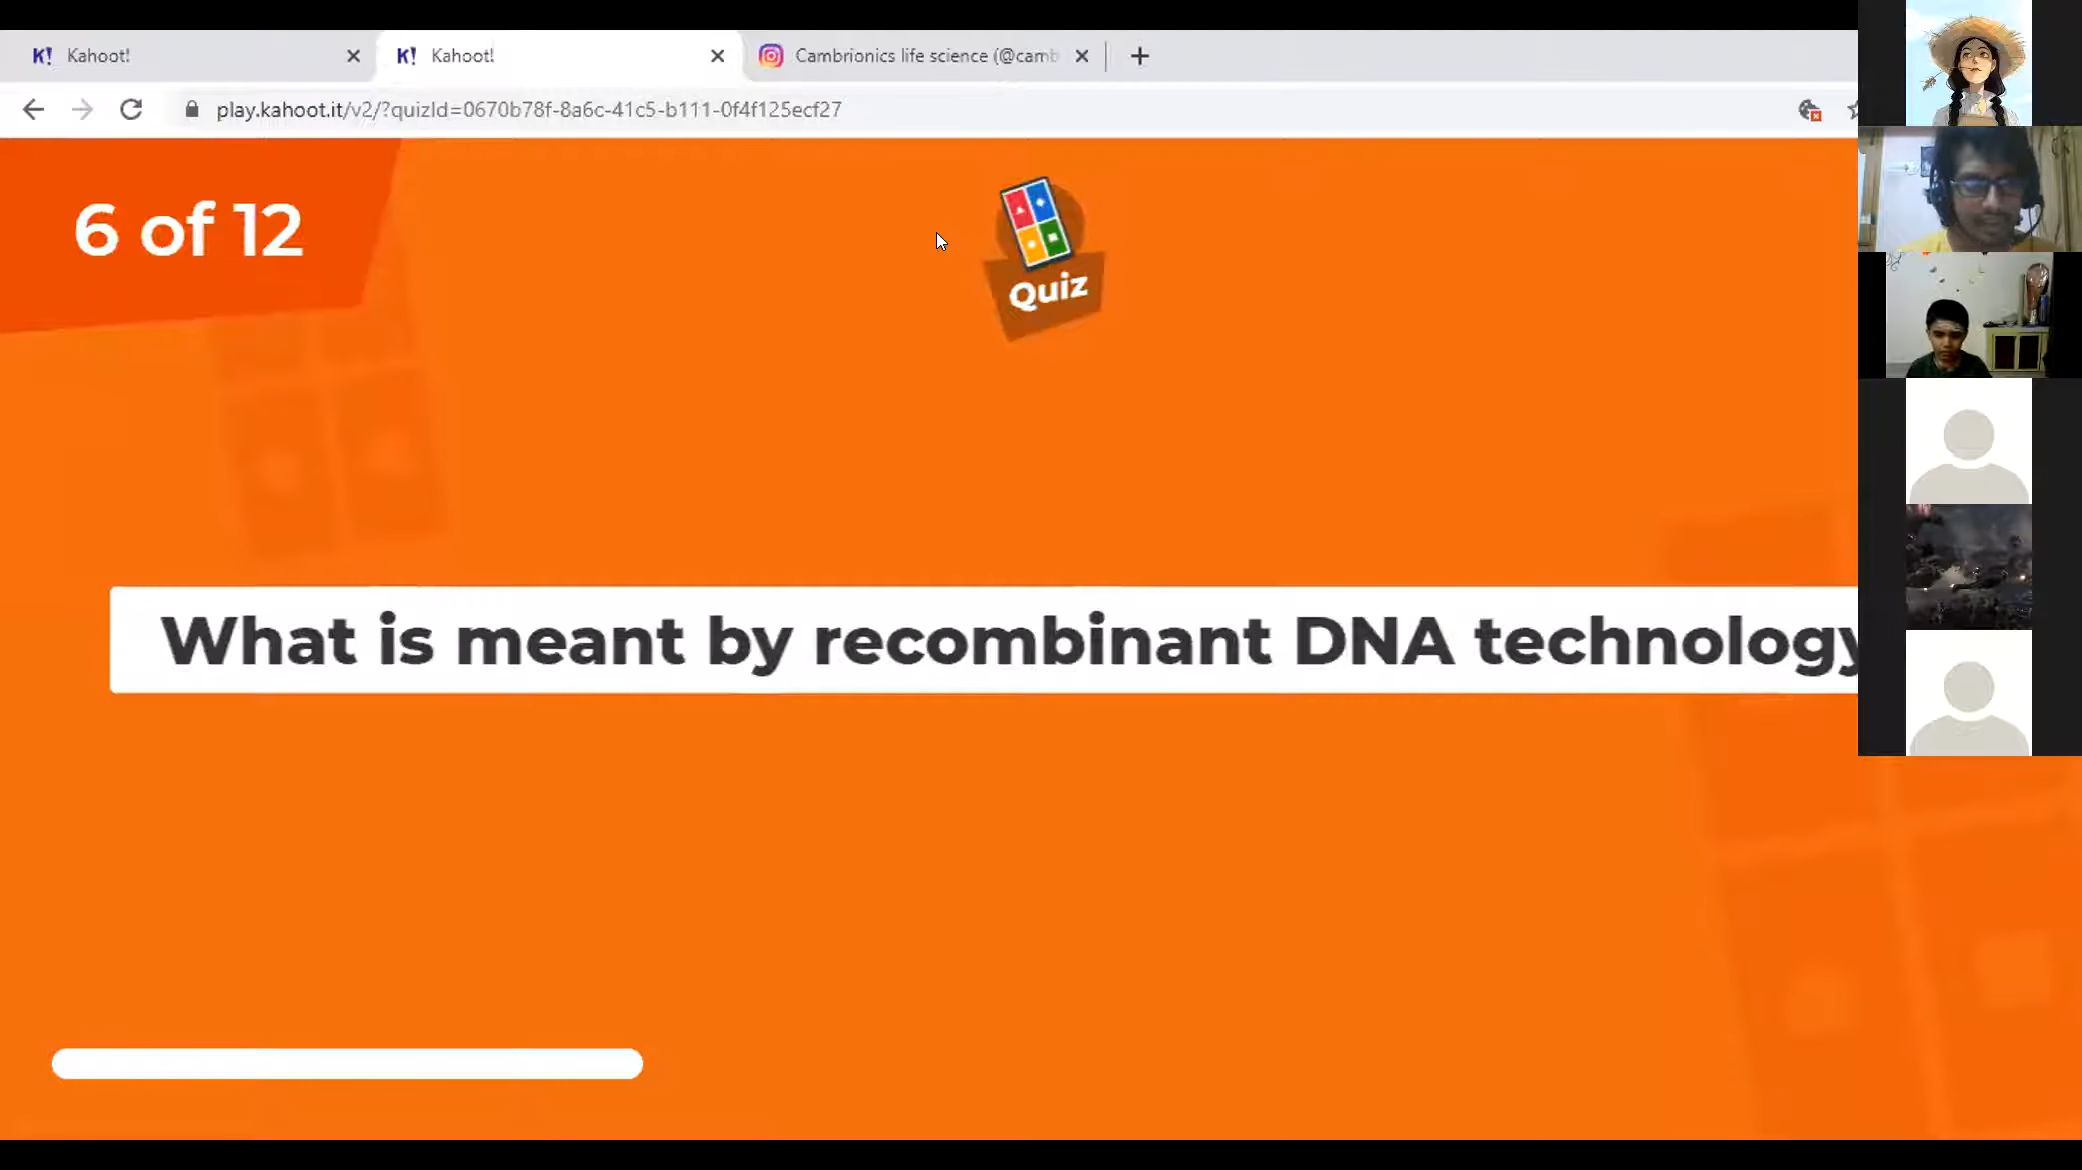 Kahoot!
Kahoot!
Cambrionics life science (@camb
play.kahoot.it/v2/?quizId=0670b78f-8a6c-41c5-b111-0f4f125ecf27
6 of 12
Quiz
What is meant by recombinant DNA technology